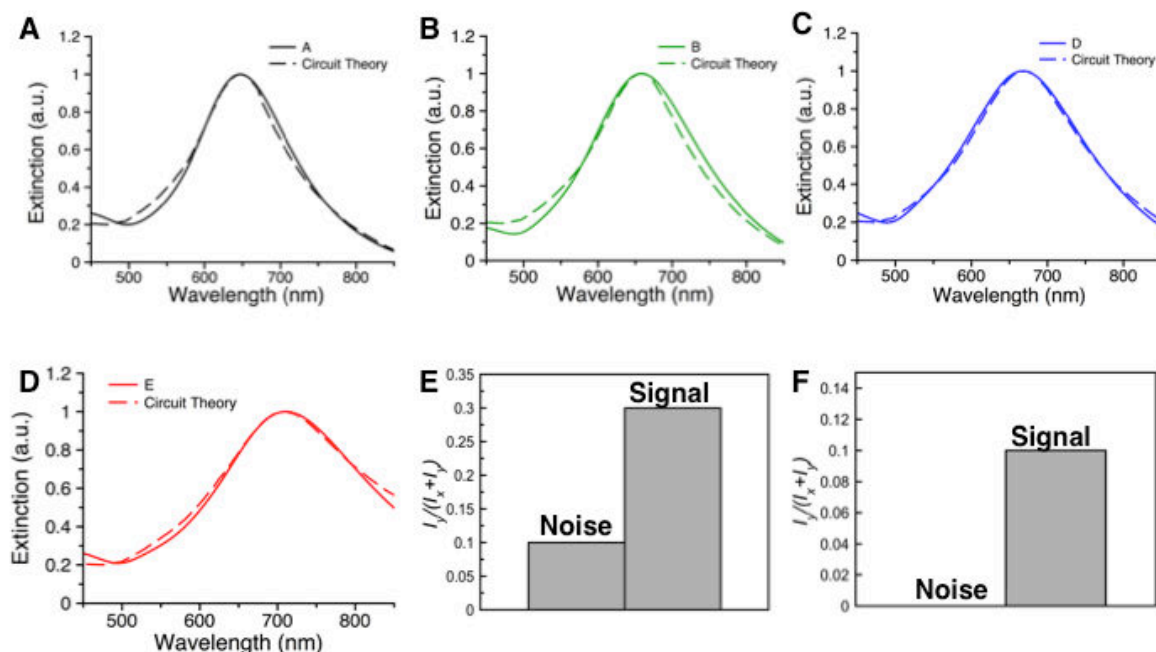 A
1.2
1
0.8
0.6
0.4
0.2
0
Extinction (a.u.)
A
Circuit Theory
500 600 700 800
Wavelength (nm)
B
1.2
1
0.8
0.6
0.4
0.2
0
Extinction (a.u.)
B
Circuit Theory
500 600 700 800
Wavelength (nm)
C
1.2
1
0.8
0.6
0.4
0.2
0
Extinction (a.u.)
D
Circuit Theory
500 600 700 800
Wavelength (nm)
D
1.2
1
0.8
0.6
0.4
0.2
0
Extinction (a.u.)
E
Circuit Theory
500 600 700 800
Wavelength (nm)
E
0.35
0.3
0.25
0.2
0.15
0.1
0.05
0
Iy/(Ix+Iy)
Signal
Noise
F
0.14
0.12
0.1
0.08
0.06
0.04
0.02
0
Iy/(Ix+Iy)
Signal
Noise